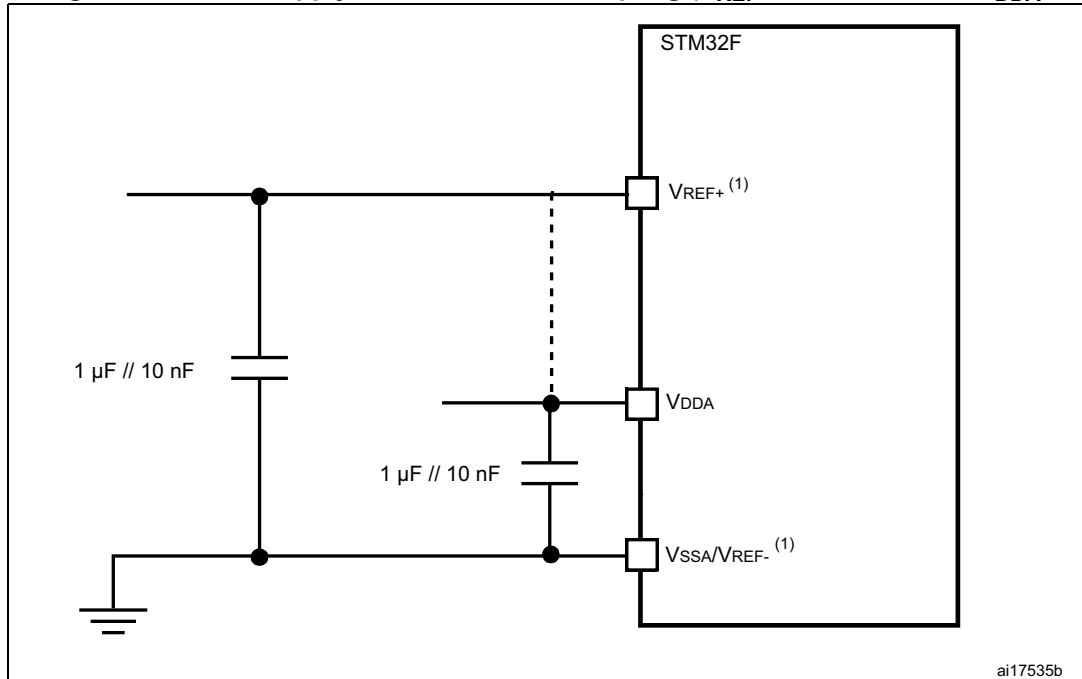 STM32F
VREF+ (1)
1 µF // 10 nF
VDDA
1 µF // 10 nF
VSSA/VREF- (1)
ai17535b